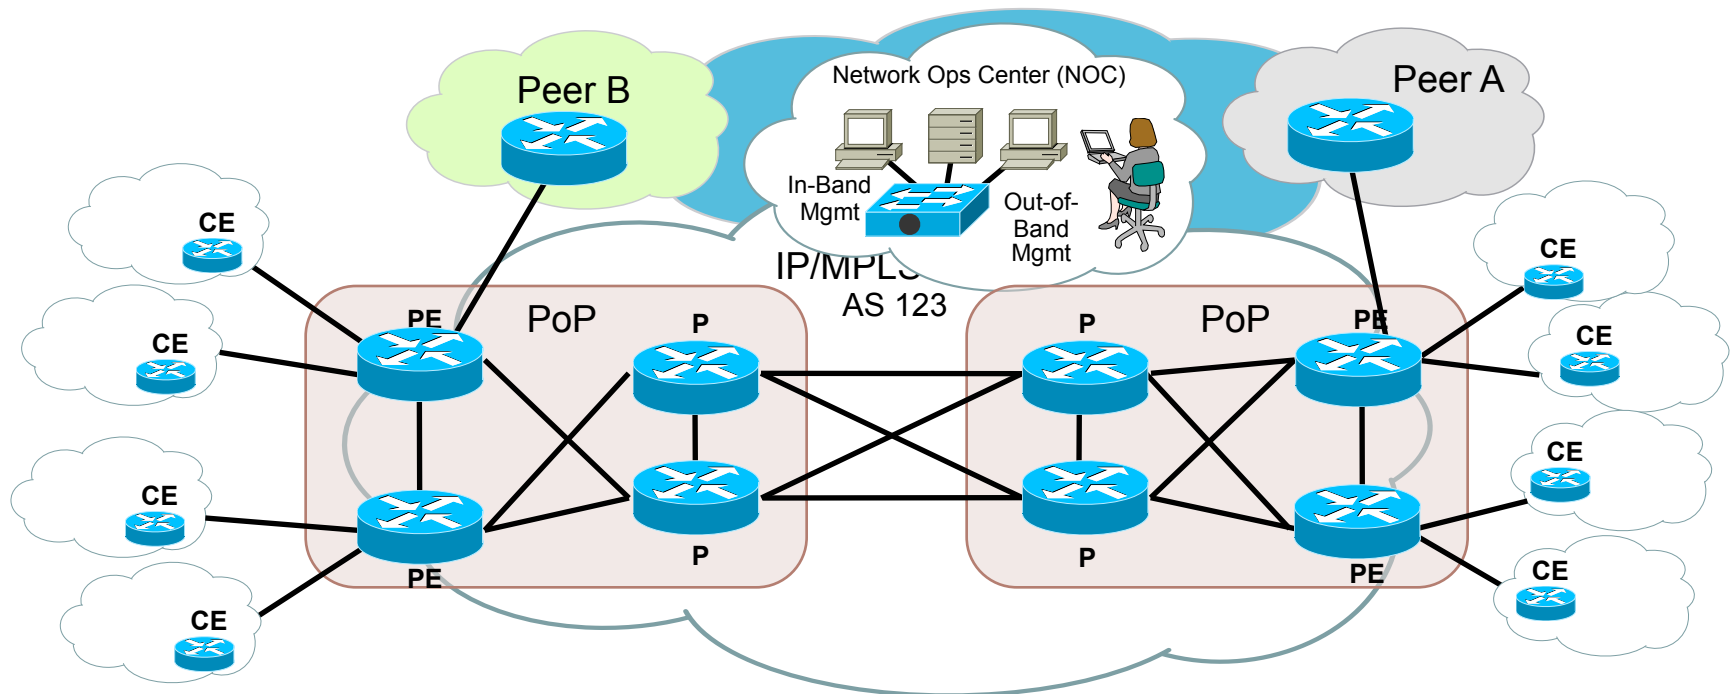 Network Ops Center (NOC)
Peer B
Peer A
In-Band
Mgmt
Out-of-
Band
Mgmt
IP/MPLS
AS 123
CE
CE
CE
CE
PE
PoP
P
PE
P
P
PoP
PE
P
PE
CE
CE
CE
CE